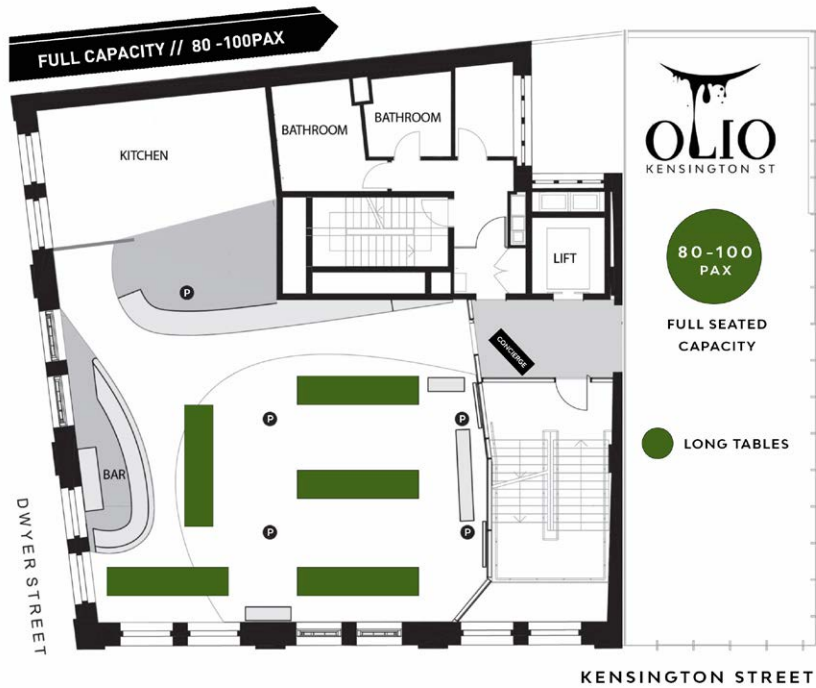 FULL CAPACITY // 80 -100PAX
OLIO
KENSINGTON ST
BATHROOM
BATHROOM
KITCHEN
80-100
PAX
LIFT
P
FULL SEATED
CAPACITY
CONCIERGE
P
P
LONG TABLES
BAR
P
P
DWYER STREET
KENSINGTON STREET